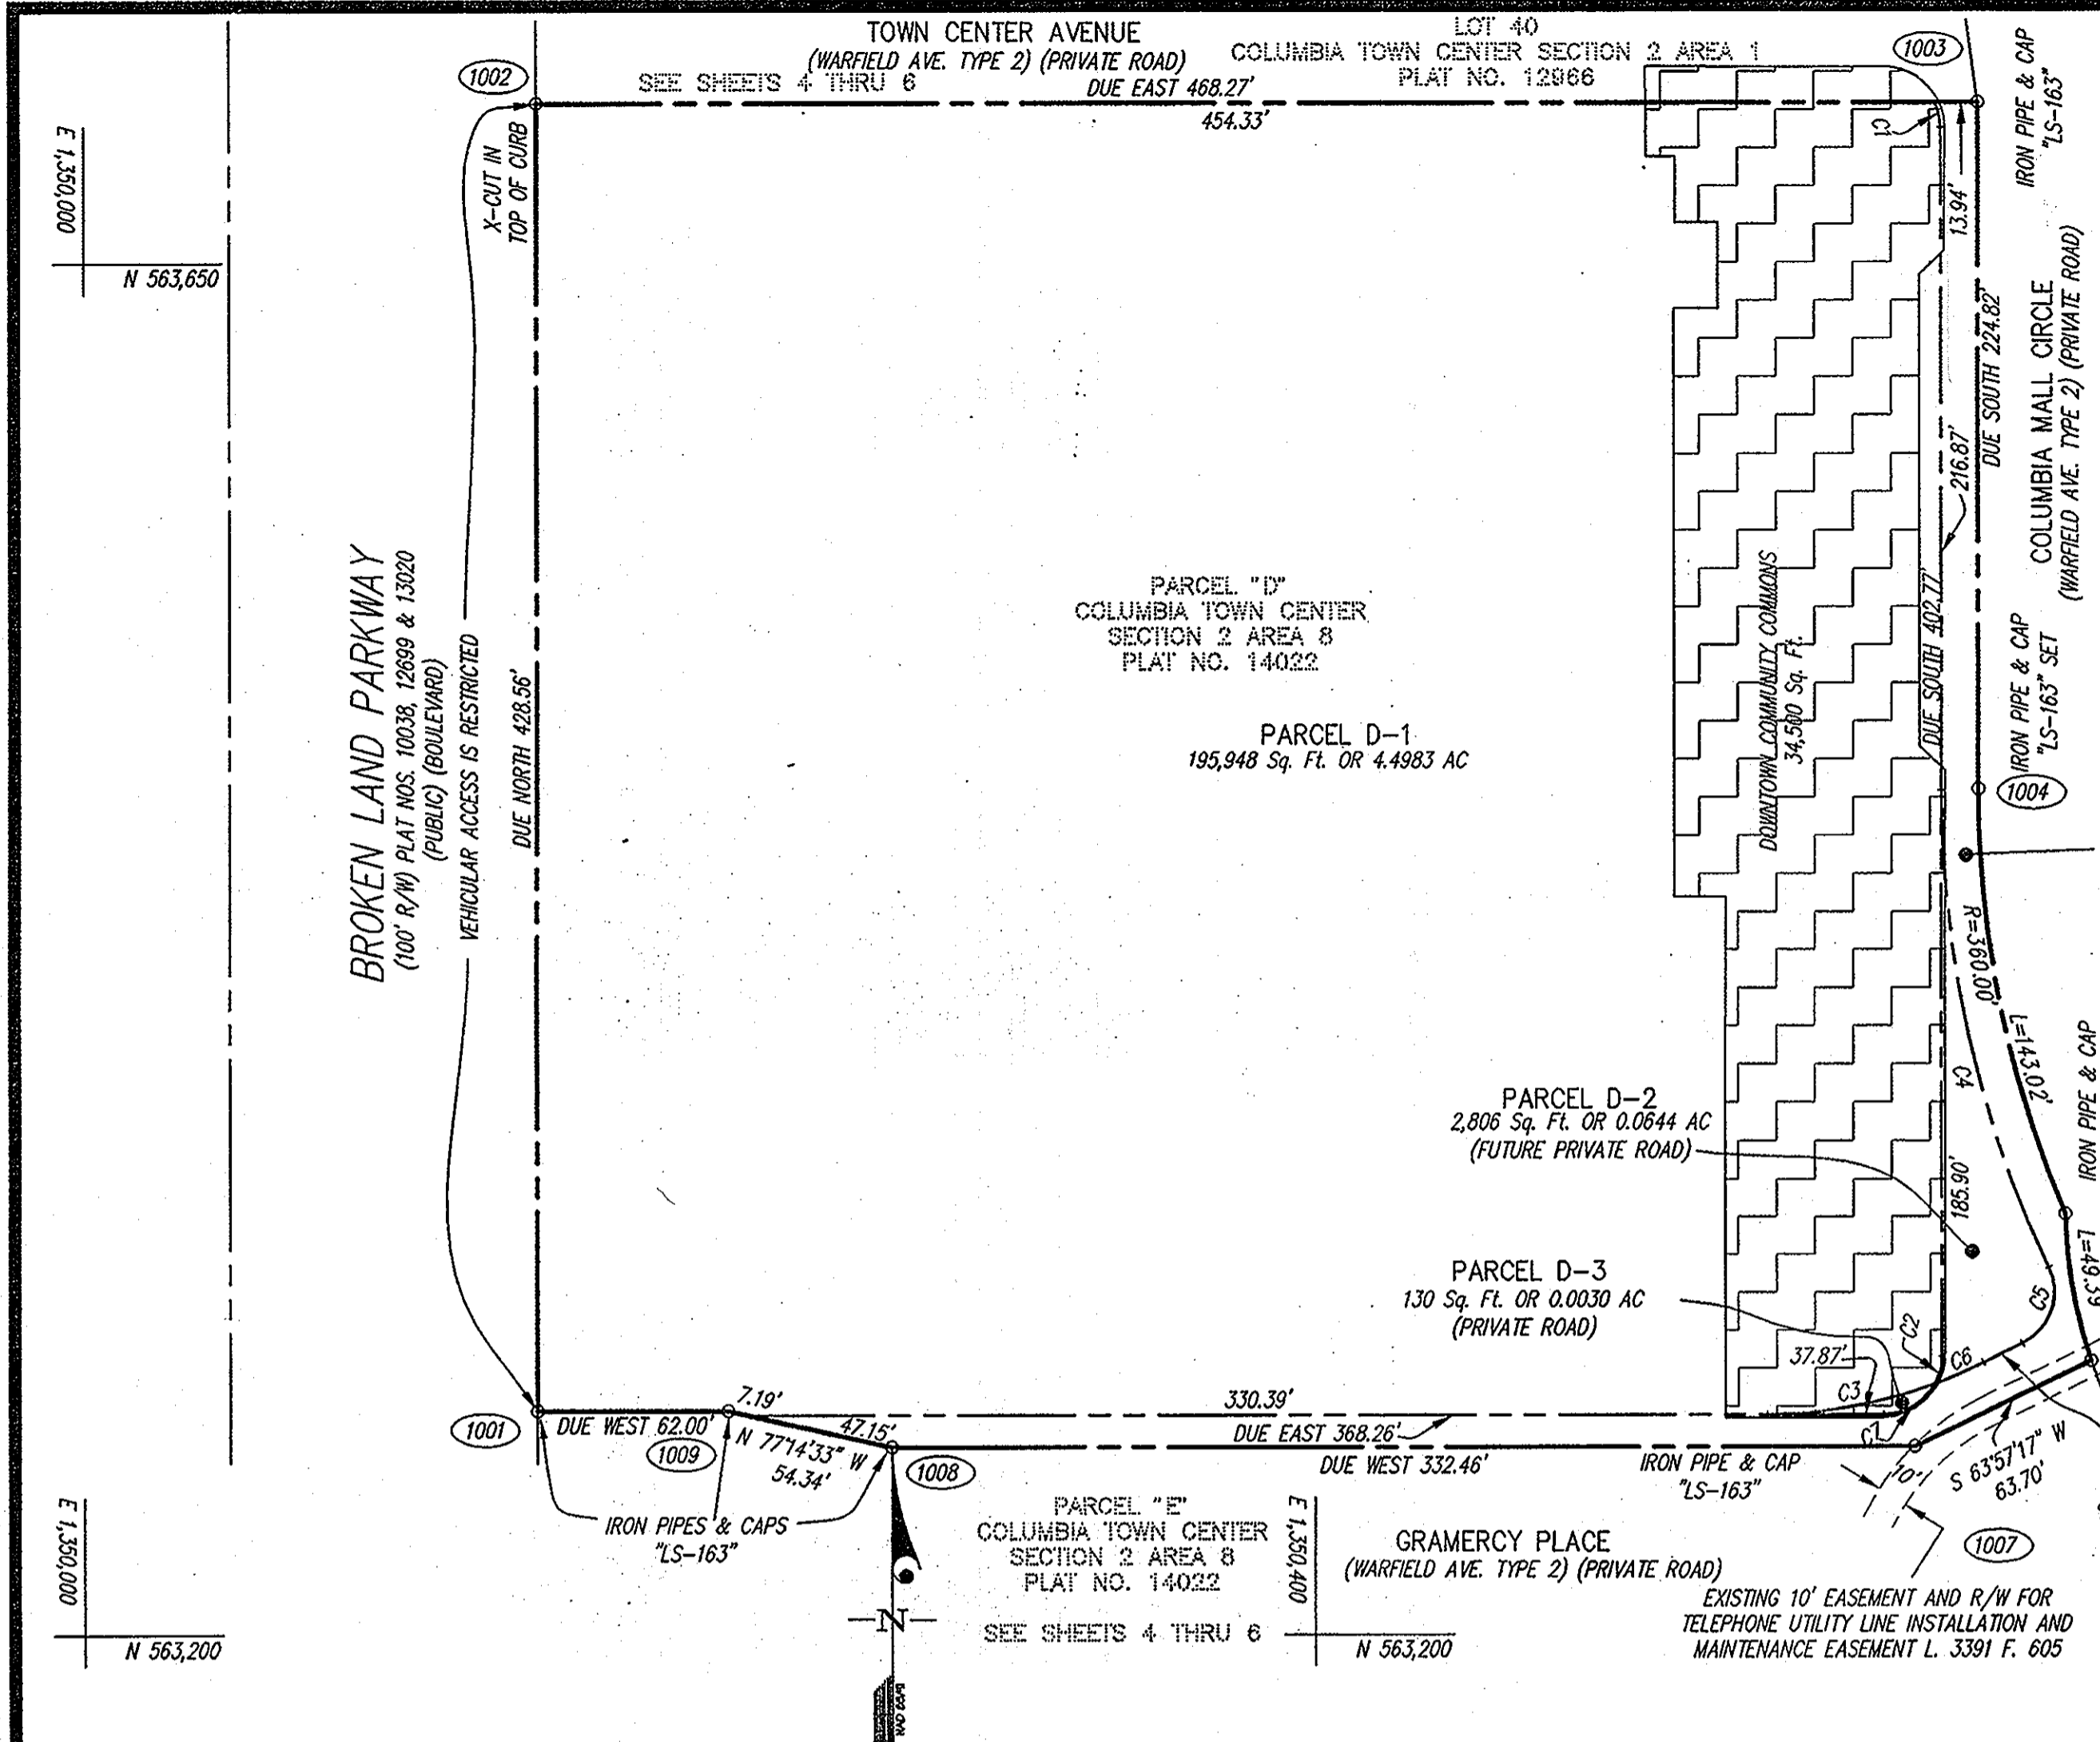 TOWN CENTER AVENUE
(WARFIELD AVE. TYPE 2) (PRIVATE ROAD)
SEE SHEETS 4 THRU 6
DUE EAST 468.27'
454.33'
LOT 40
COLUMBIA TOWN CENTER SECTION 2 AREA 1
PLAT NO. 12966
1002
1003
IRON PIPE & CAP
"LS-163"
E 1,350,000
N 563,650
X-CUT IN
TOP OF CURB
C1
13.94'
COLUMBIA MALL CIRCLE
(WARFIELD AVE. TYPE 2) (PRIVATE ROAD)
DUE SOUTH 224.82'
216.87'
DUE SOUTH 402.77'
BROKEN LAND PARKWAY
(100' R/W) PLAT NOS. 10038, 12699 & 13020
(PUBLIC) (BOULEVARD)
VEHICULAR ACCESS IS RESTRICTED
DUE NORTH 428.56'
PARCEL "D"
COLUMBIA TOWN CENTER
SECTION 2 AREA 8
PLAT NO. 14022
PARCEL D-1
195,948 Sq. Ft. OR 4.4983 AC
DOWNTOWN COMMUNITY COMMONS
34,500 Sq. Ft.
IRON PIPE & CAP
"LS-163" SET
1004
R=360.00'
L=143.02'
C4
IRON PIPE & CAP
PARCEL D-2
2,806 Sq. Ft. OR 0.0644 AC
(FUTURE PRIVATE ROAD)
185.90'
PARCEL D-3
130 Sq. Ft. OR 0.0030 AC
(PRIVATE ROAD)
L=49.39
C5
C2
C6
37.87'
C3
C7
1001
DUE WEST 62.00'
7.19'
1009
N 77°14'33" W
54.34'
47.15'
1008
330.39'
DUE EAST 368.26'
DUE WEST 332.46'
IRON PIPE & CAP
"LS-163"
10'
S 63°57'17" W
63.70'
1007
IRON PIPES & CAPS
"LS-163"
PARCEL "E"
COLUMBIA TOWN CENTER
SECTION 2 AREA 8
PLAT NO. 14022
SEE SHEETS 4 THRU 6
N
E 1,350,000
N 563,200
E 1,350,400
N 563,200
GRAMERCY PLACE
(WARFIELD AVE. TYPE 2) (PRIVATE ROAD)
EXISTING 10' EASEMENT AND R/W FOR
TELEPHONE UTILITY LINE INSTALLATION AND
MAINTENANCE EASEMENT L. 3391 F. 605